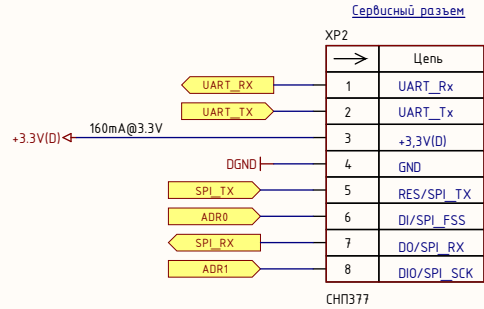 Сервисный разъем
XP2
Цепь
UART_RX 1 UART_Rx
UART_TX 2 UART_Tx
+3.3V(D) 160mA@3.3V 3 +3,3V(D)
DGND 4 GND
SPI_TX 5 RES/SPI_TX
ADR0 6 DI/SPI_FSS
SPI_RX 7 DO/SPI_RX
ADR1 8 DIO/SPI_SCK
СНП377